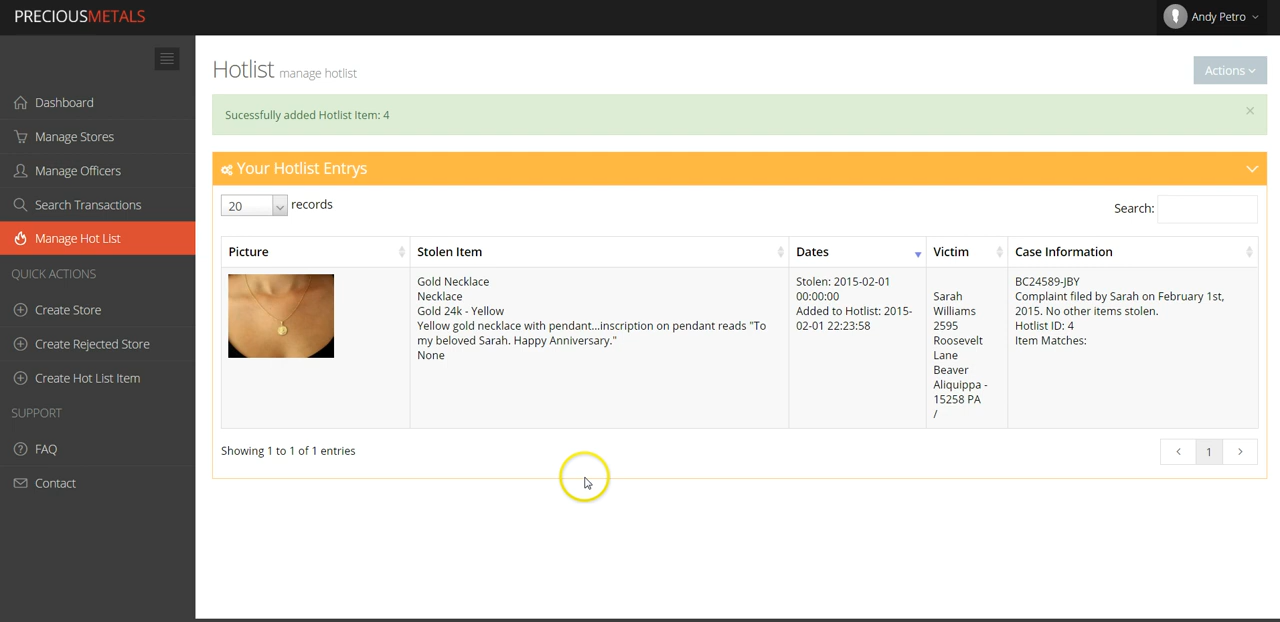 PRECIOUSMETALS
Andy Petro
Dashboard
Manage Stores
Manage Officers
Search Transactions
Manage Hot List
QUICK ACTIONS
Create Store
Create Rejected Store
Create Hot List Item
SUPPORT
FAQ
Contact
Hotlist manage hotlist
Actions
Sucessfully added Hotlist Item: 4
Your Hotlist Entrys
20 records
Search:
Picture
Stolen Item
Dates
Victim
Case Information
Gold Necklace
Necklace
Gold 24k - Yellow
Yellow gold necklace with pendant...inscription on pendant reads "To
my beloved Sarah. Happy Anniversary."
None
Stolen: 2015-02-01
00:00:00
Added to Hotlist: 2015-
02-01 22:23:58
Sarah
Williams
2595
Roosevelt
Lane
Beaver
Aliquippa -
15258 PA
/
BC24589-JBY
Complaint filed by Sarah on February 1st,
2015. No other items stolen.
Hotlist ID: 4
Item Matches:
Showing 1 to 1 of 1 entries
1